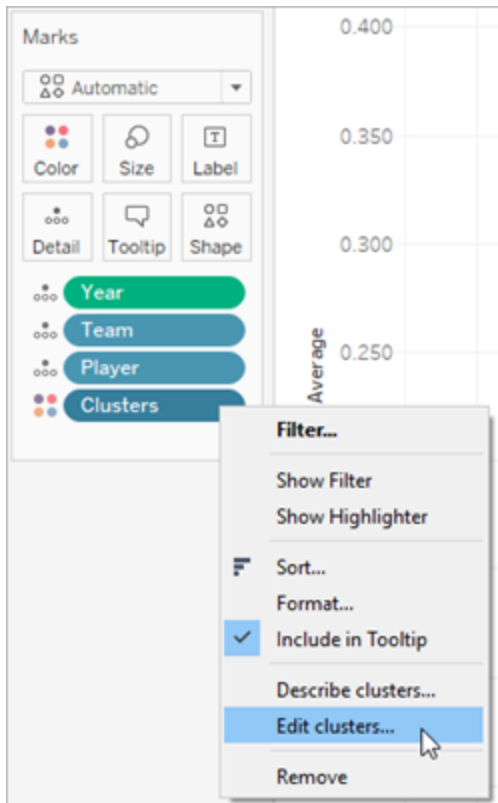 Marks
Automatic
Color Size Label
Detail Tooltip Shape
Year
Team
Player
Clusters
0.400
0.350
0.300
0.250
Average
Filter...
Show Filter
Show Highlighter
Sort...
Format...
Include in Tooltip
Describe clusters...
Edit clusters...
Remove